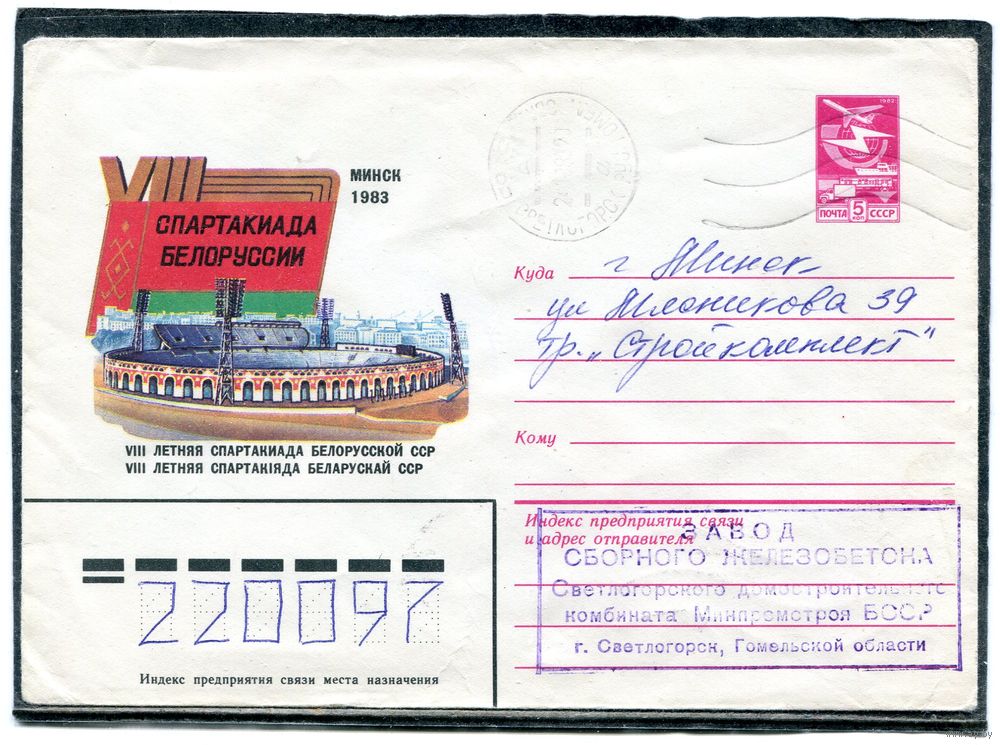 VIII
СПАРТАКИАДА
БЕЛОРУССИИ
МИНСК
1983
VIII ЛЕТНЯЯ СПАРТАКИАДА БЕЛОРУССКОЙ ССР
VIII ЛЕТНЯЯ СПАРТАКІЯДА БЕЛАРУСКАЙ ССР
1982
ПОЧТА 5 КОП СССР
Куда г Минск
ул Мясникова 39
тр. „Стройкомплект"
Кому
Индекс предприятия связи
и адрес отправителя
ЗАВОД
СБОРНОГО ЖЕЛЕЗОБЕТОНА
Светлогорского домостроительного
комбината Минпромстроя БССР
г. Светлогорск, Гомельской области
220097
Индекс предприятия связи места назначения